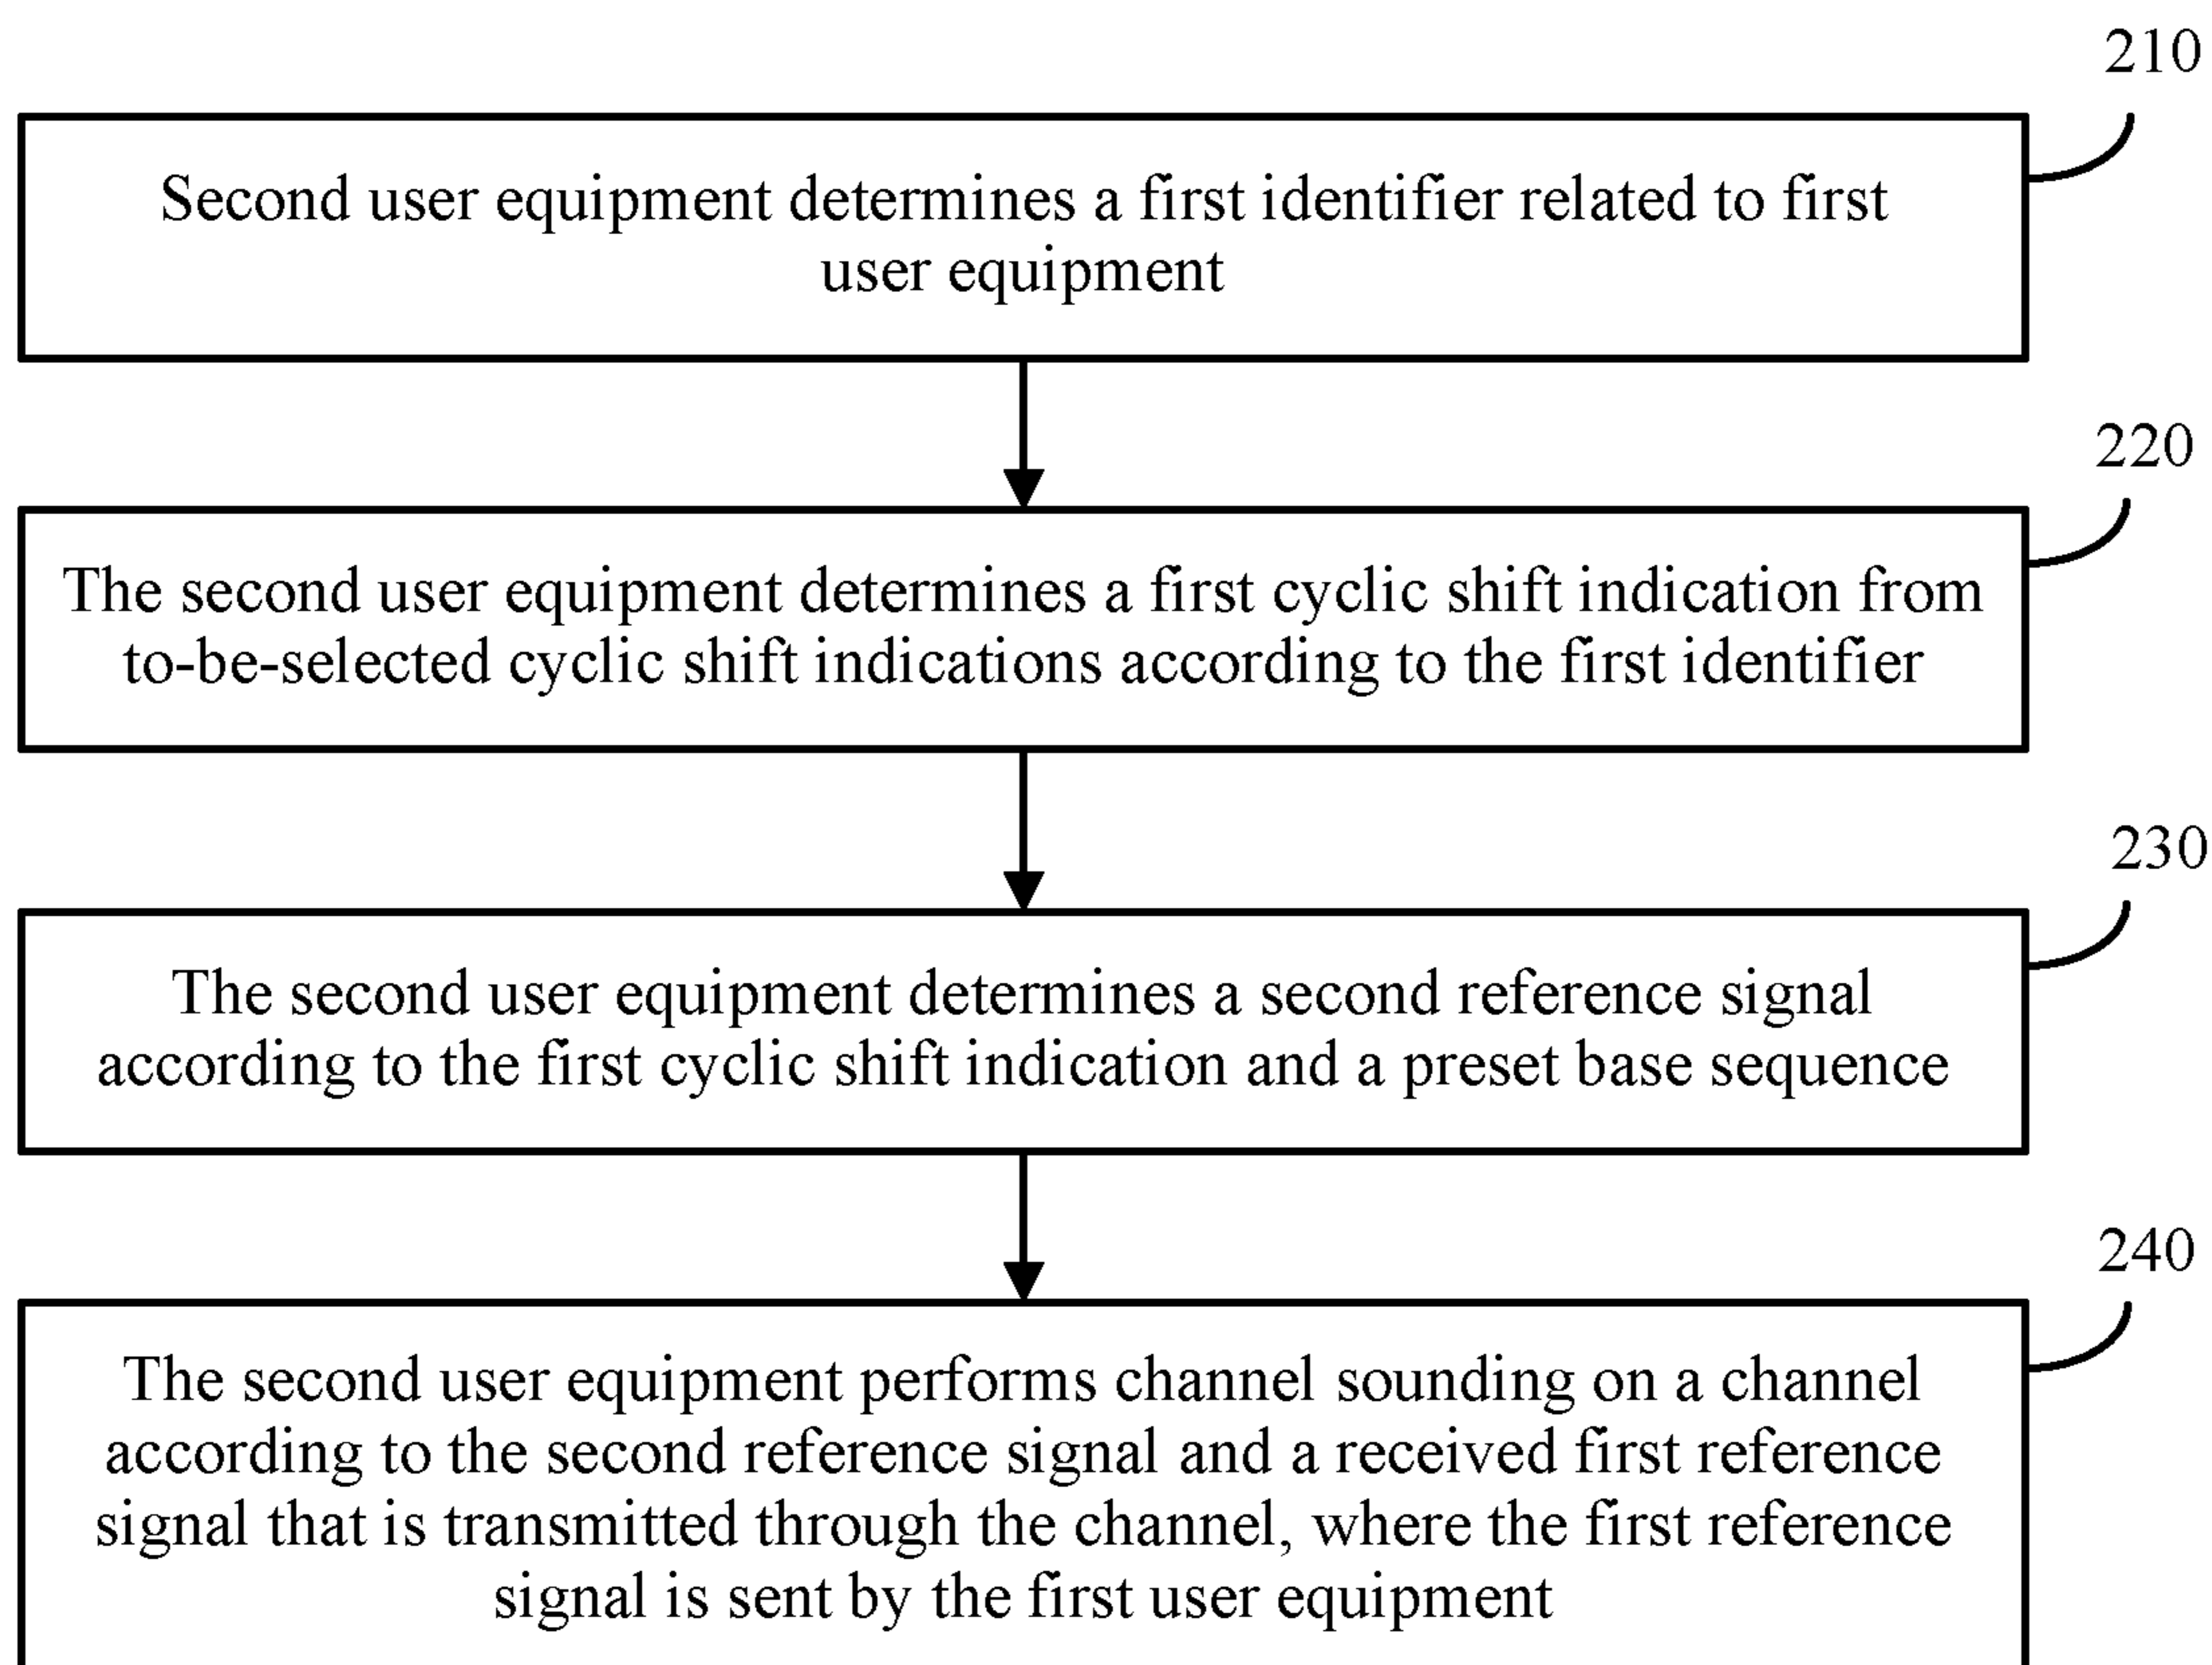 210
Second user equipment determines a first identifier related to first
user equipment
220
The second user equipment determines a first cyclic shift indication from
to-be-selected cyclic shift indications according to the first identifier
230
The second user equipment determines a second reference signal
according to the first cyclic shift indication and a preset base sequence
240
The second user equipment performs channel sounding on a channel
according to the second reference signal and a received first reference
signal that is transmitted through the channel, where the first reference
signal is sent by the first user equipment